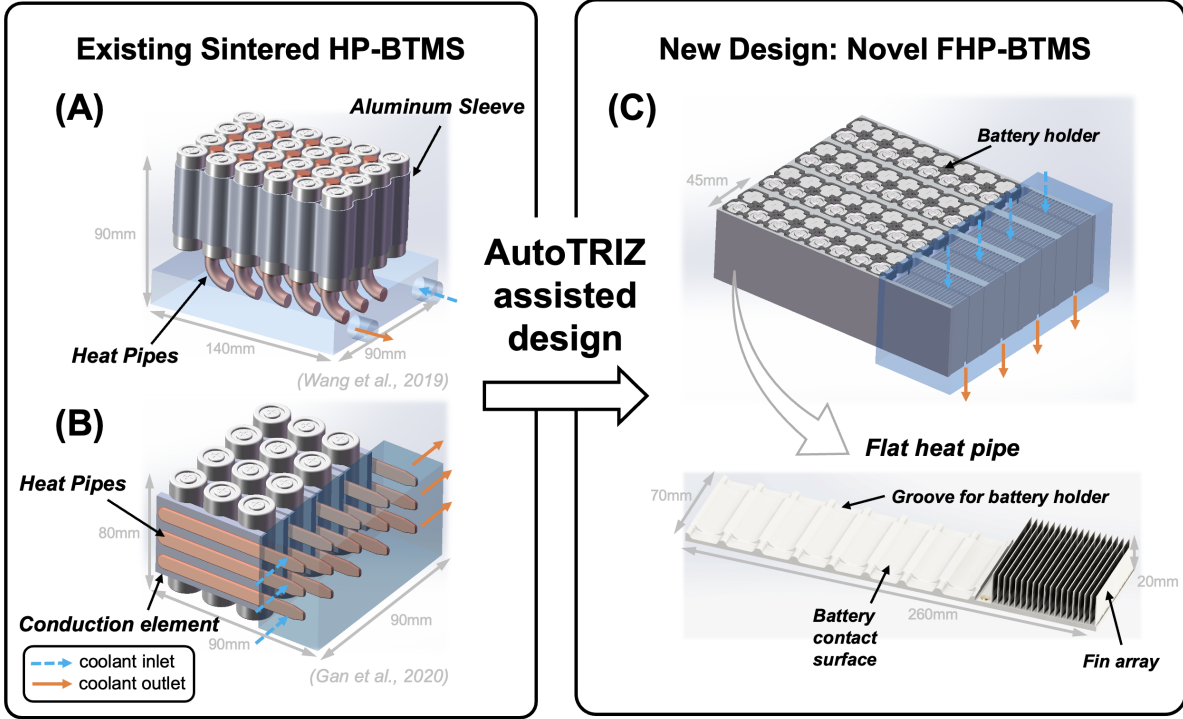 Existing Sintered HP-BTMS
(A)
Aluminum Sleeve
90mm
Heat Pipes
140mm
90mm
(Wang et al., 2019)
(B)
Heat Pipes
80mm
Conduction element
90mm
90mm
(Gan et al., 2020)
coolant inlet
coolant outlet
AutoTRIZ
assisted
design
New Design: Novel FHP-BTMS
(C)
Battery holder
45mm
Flat heat pipe
70mm
Groove for battery holder
20mm
Battery
contact
surface
260mm
Fin array